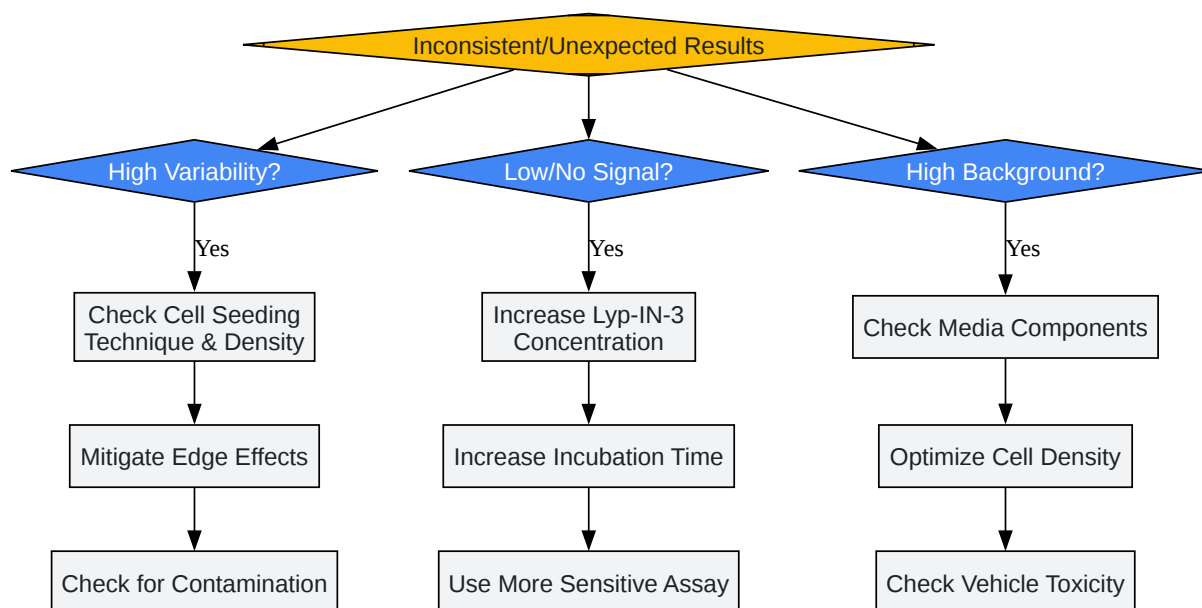 Inconsistent/Unexpected Results
High Variability?
Low/No Signal?
High Background?
Yes
Yes
Yes
Check Cell Seeding
Technique & Density
Increase Lyp-IN-3
Concentration
Check Media Components
Mitigate Edge Effects
Increase Incubation Time
Optimize Cell Density
Check for Contamination
Use More Sensitive Assay
Check Vehicle Toxicity